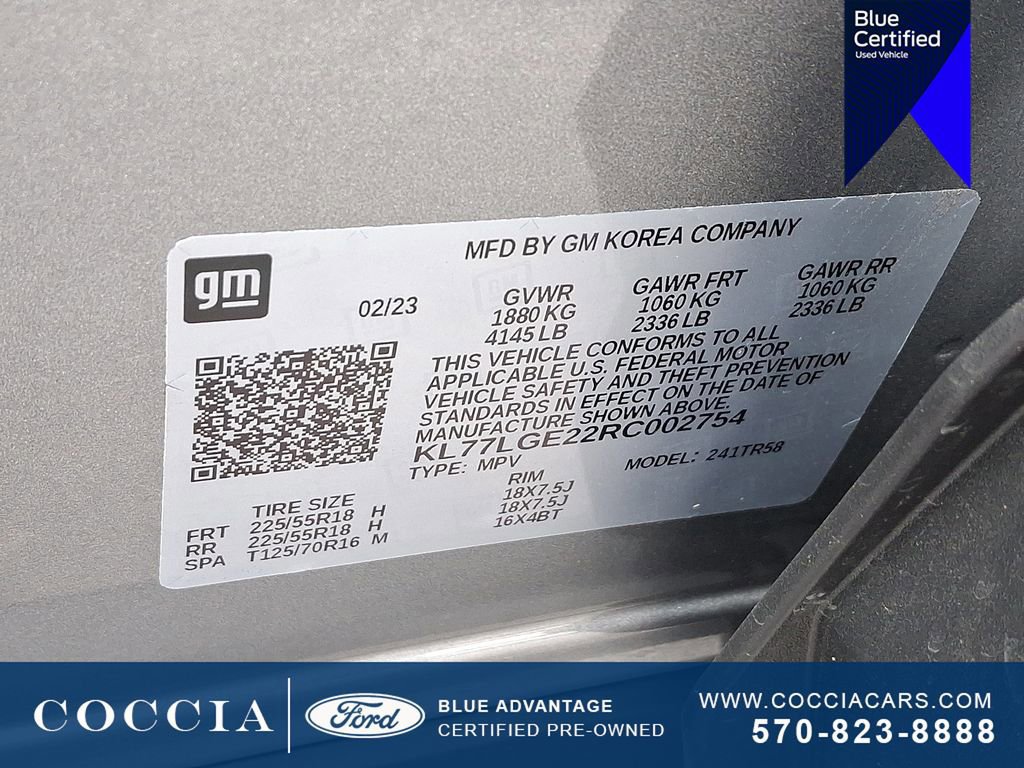 Blue
Certified
Used Vehicle
MFD BY GM KOREA COMPANY
gm
02/23
GVWR
1880 KG
4145 LB
GAWR FRT
1060 KG
2336 LB
GAWR RR
1060 KG
2336 LB
THIS VEHICLE CONFORMS TO ALL
APPLICABLE U.S. FEDERAL MOTOR
VEHICLE SAFETY AND THEFT PREVENTION
STANDARDS IN EFFECT ON THE DATE OF
MANUFACTURE SHOWN ABOVE.
KL77LGE22RC002754
TYPE: MPV
MODEL: 241TR58
TIRE SIZE
RIM
FRT 225/55R18 H 18X7.5J
RR 225/55R18 H 18X7.5J
SPA T125/70R16 M 16X4BT
COCCIA
Ford
BLUE ADVANTAGE
CERTIFIED PRE-OWNED
WWW.COCCIACARS.COM
570-823-8888